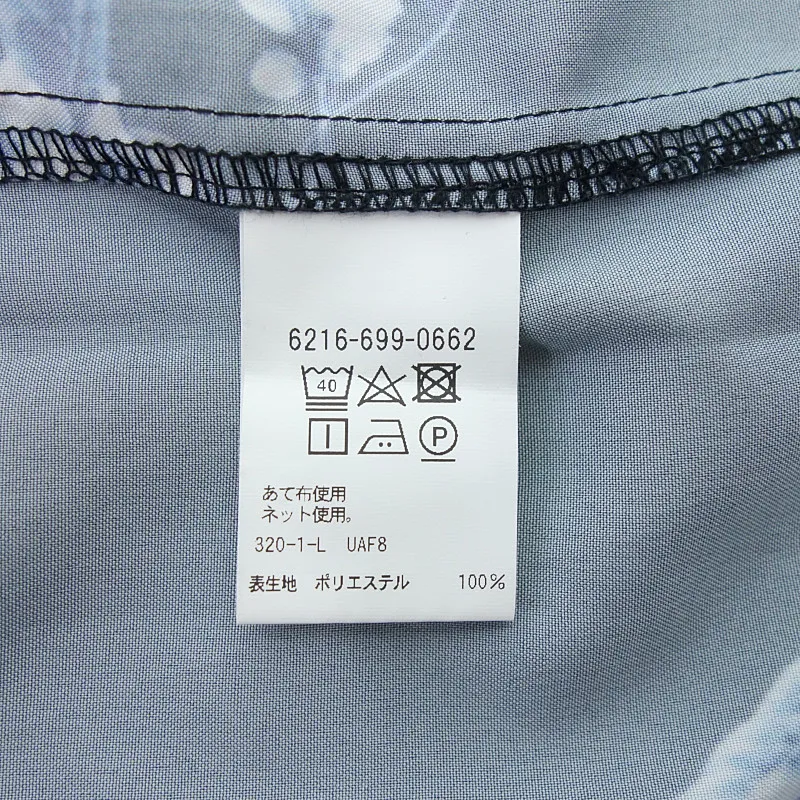 6216-699-0662
40
P
あて布使用
ネット使用。
320-1-L UAF8
表生地 ポリエステル 100%